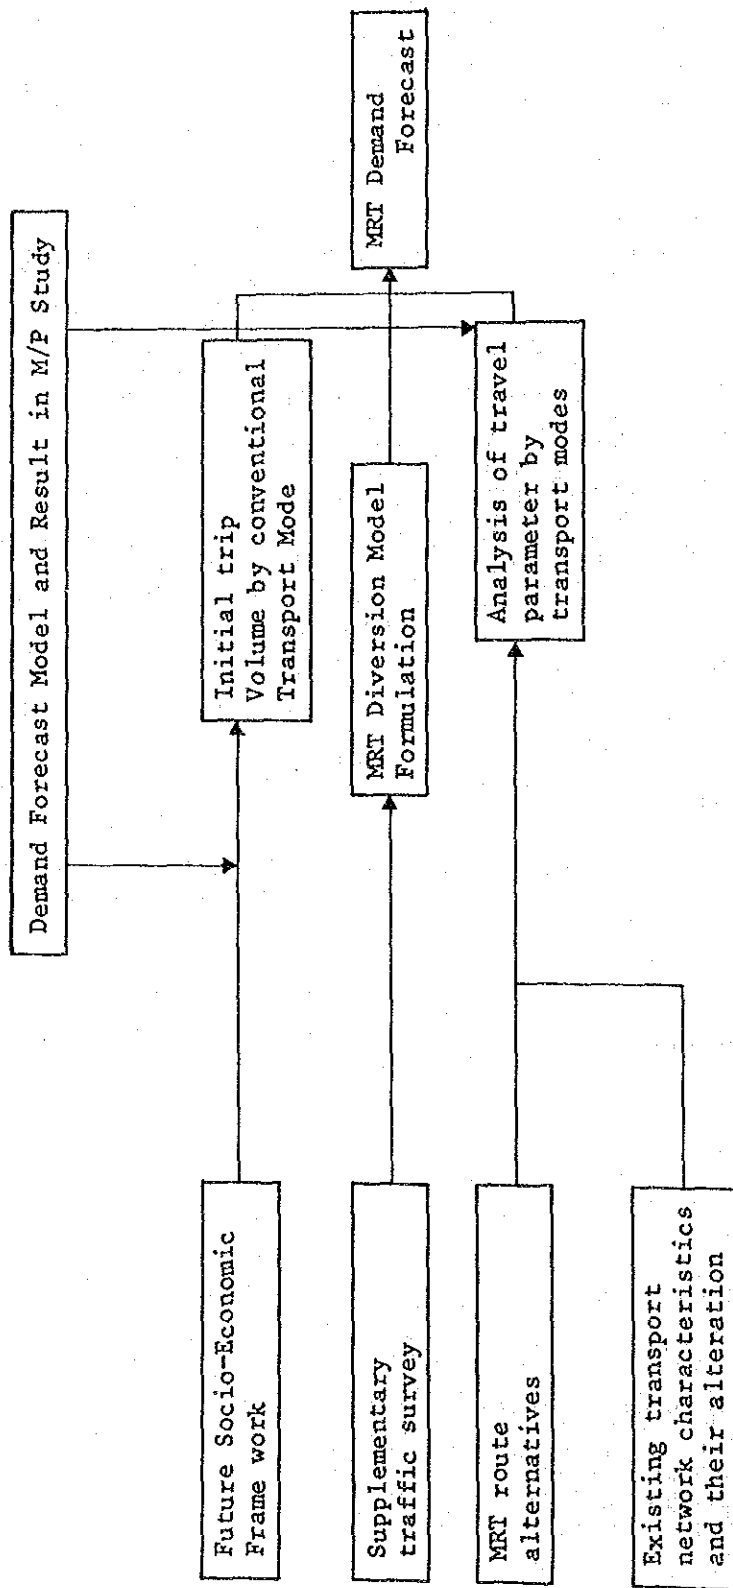 Demand Forecast Model and Result in M/P Study
Future Socio-Economic
Frame work
Initial trip
Volume by conventional
Transport Mode
Supplementary
traffic survey
MRT Diversion Model
Formulation
MRT Demand
Forecast
MRT route
alternatives
Analysis of travel
parameter by
transport modes
Existing transport
network characteristics
and their alteration